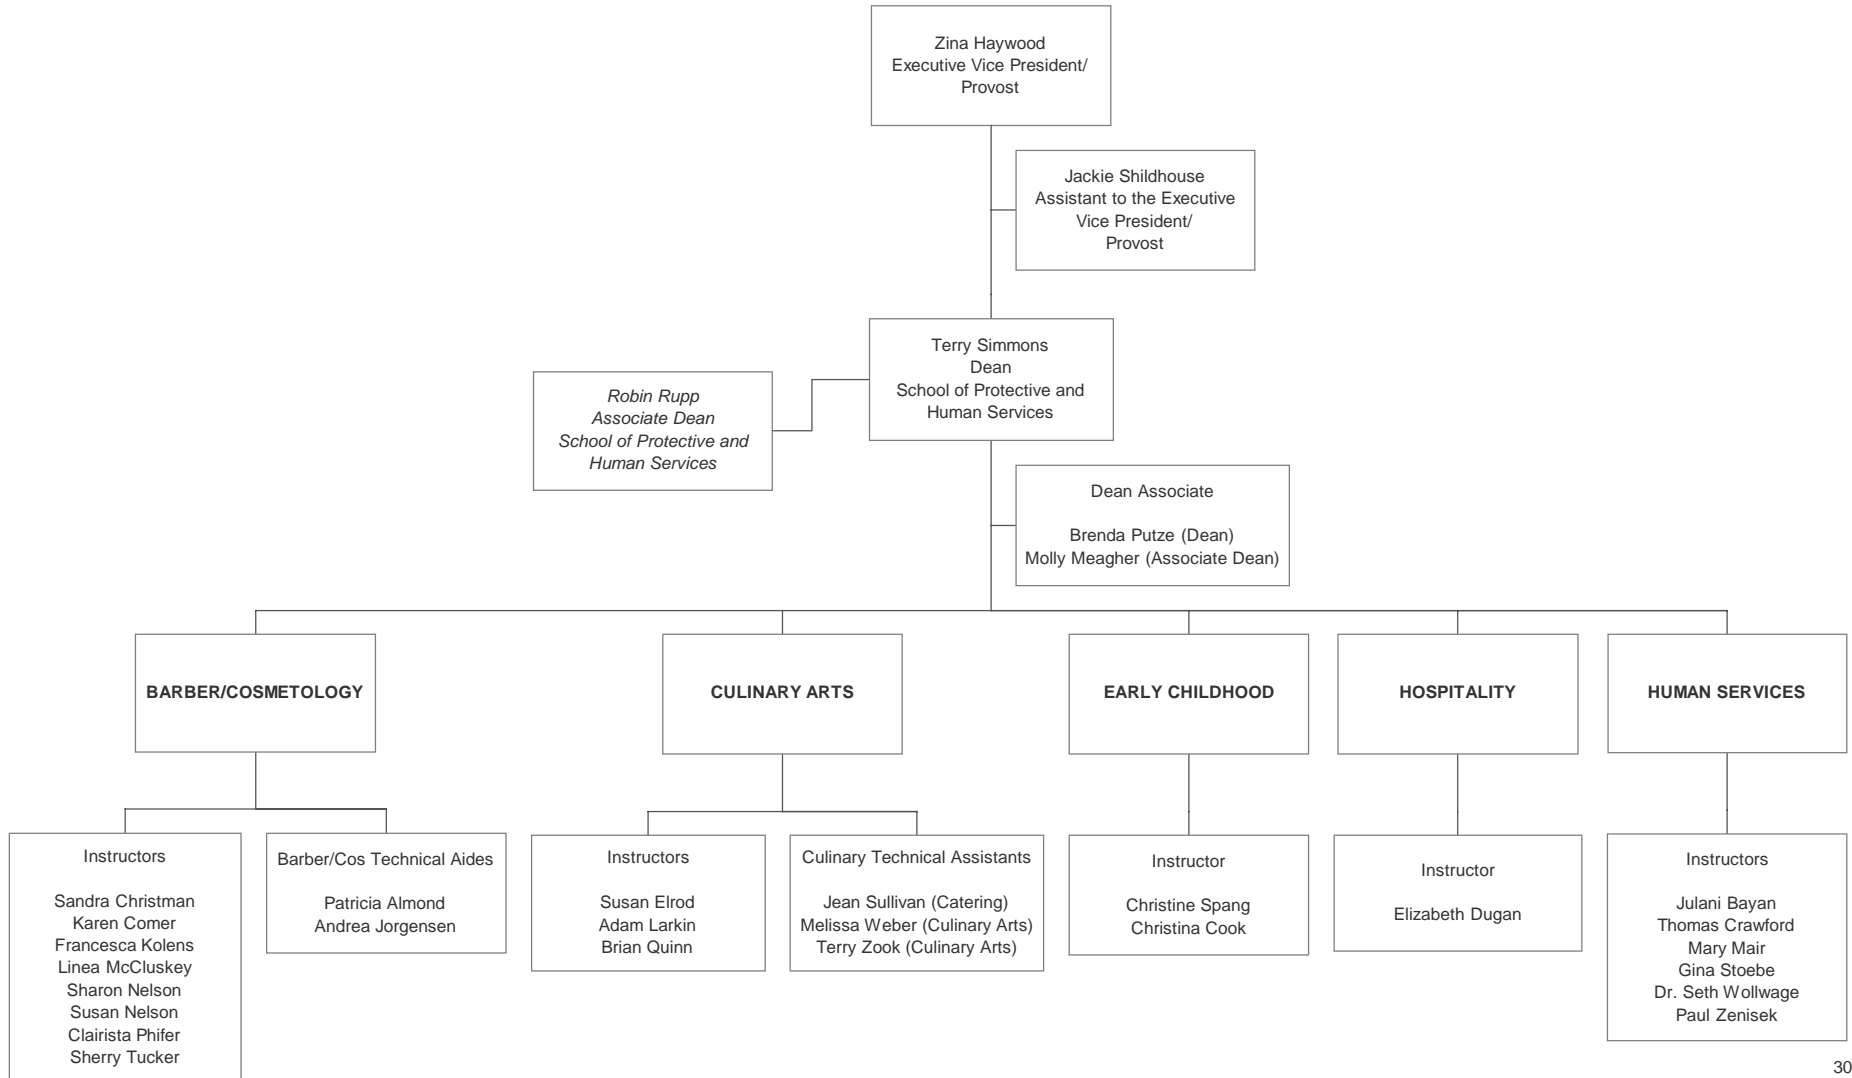 Zina Haywood
Executive Vice President/
Provost
Jackie Shildhouse
Assistant to the Executive
Vice President/
Provost
Terry Simmons
Dean
School of Protective and
Human Services
Robin Rupp
Associate Dean
School of Protective and
Human Services
Dean Associate
Brenda Putze (Dean)
Molly Meagher (Associate Dean)
BARBER/COSMETOLOGY
CULINARY ARTS
EARLY CHILDHOOD
HOSPITALITY
HUMAN SERVICES
Instructors
Sandra Christman
Karen Comer
Francesca Kolens
Linea McCluskey
Sharon Nelson
Susan Nelson
Clairista Phifer
Sherry Tucker
Barber/Cos Technical Aides
Patricia Almond
Andrea Jorgensen
Instructors
Susan Elrod
Adam Larkin
Brian Quinn
Culinary Technical Assistants
Jean Sullivan (Catering)
Melissa Weber (Culinary Arts)
Terry Zook (Culinary Arts)
Instructor
Christine Spang
Christina Cook
Instructor
Elizabeth Dugan
Instructors
Julani Bayan
Thomas Crawford
Mary Mair
Gina Stoebe
Dr. Seth Wollwage
Paul Zenisek
30